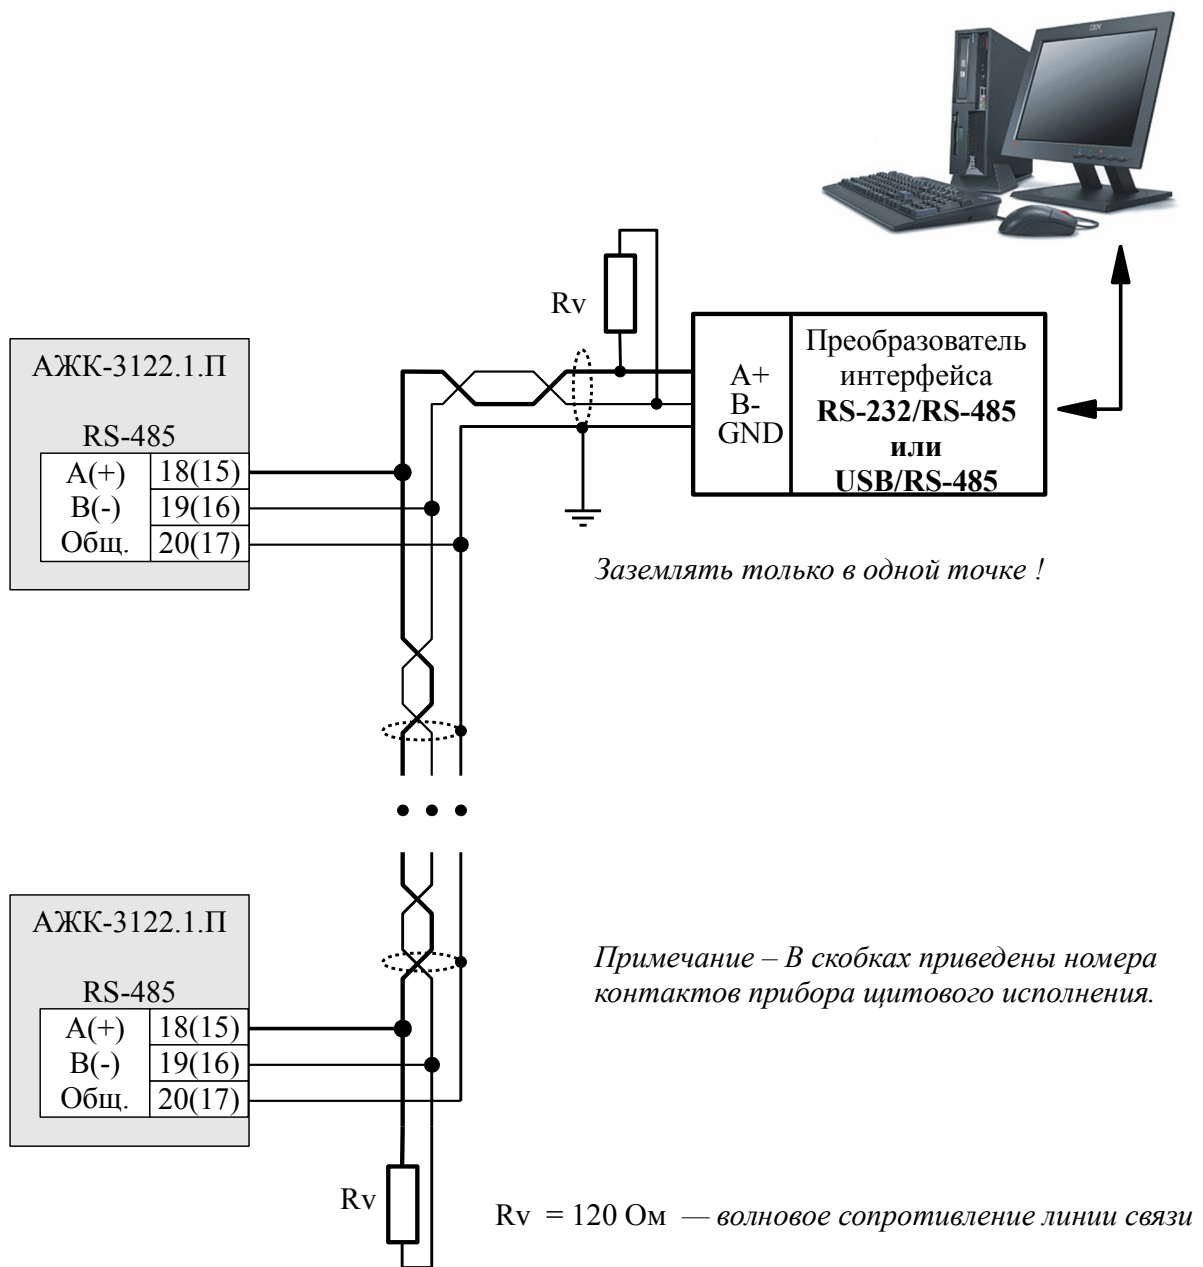 IBM
IBM
Rv
Преобразователь
интерфейса
RS-232/RS-485
или
USB/RS-485
A+
B-
GND
АЖК-3122.1.П
RS-485
А(+) 18(15)
В(-) 19(16)
Общ. 20(17)
Заземлять только в одной точке !
АЖК-3122.1.П
RS-485
А(+) 18(15)
В(-) 19(16)
Общ. 20(17)
Примечание – В скобках приведены номера
контактов прибора щитового исполнения.
Rv
Rv = 120 Ом — волновое сопротивление линии связи